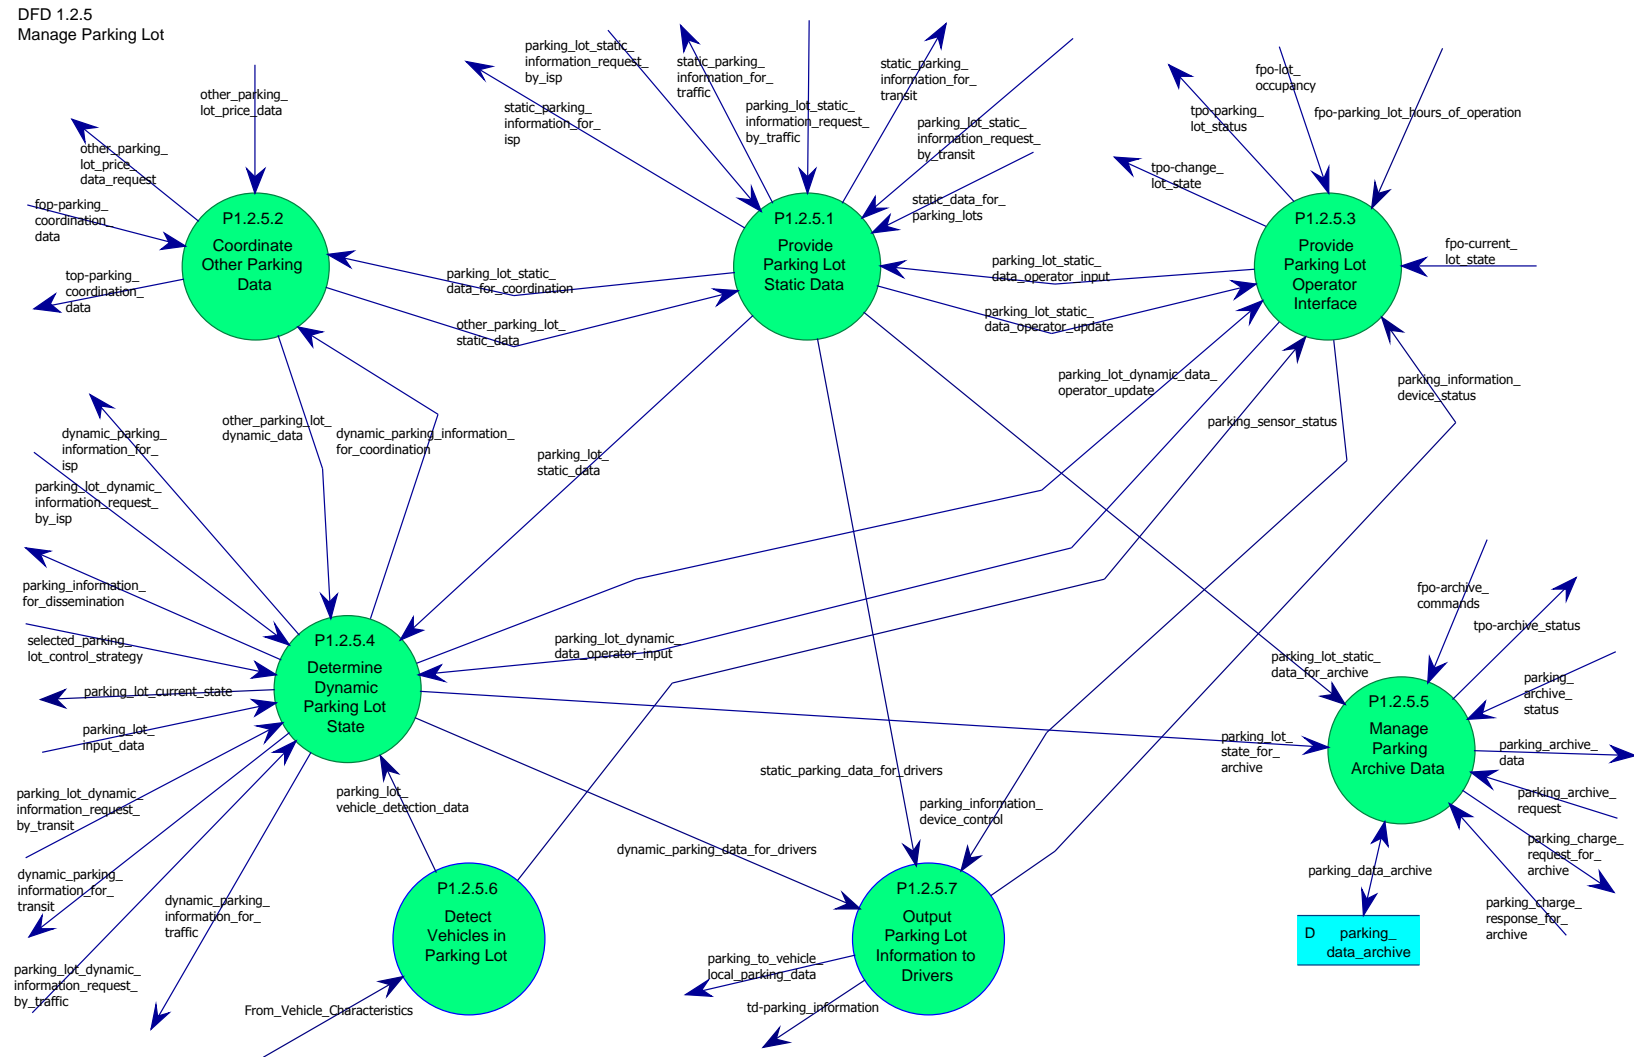 DFD 1.2.5
Manage Parking Lot
other_parking_
lot_price_data
other_parking_
lot_price_
data_request
fop-parking_
coordination_
data
top-parking_
coordination_
data
P1.2.5.2
Coordinate
Other Parking
Data
parking_lot_static_
information_request_
by_isp
static_parking_
information_for_
isp
static_parking_
information_for_
traffic
parking_lot_static_
information_request_
by_traffic
static_parking_
information_for_
transit
parking_lot_static_
information_request_
by_transit
static_data_for_
parking_lots
P1.2.5.1
Provide
Parking Lot
Static Data
fpo-lot_
occupancy
tpo-parking_
lot_status
fpo-parking_lot_hours_of_operation
tpo-change_
lot_state
P1.2.5.3
Provide
Parking Lot
Operator
Interface
fpo-current_
lot_state
parking_lot_static_
data_for_coordination
other_parking_lot_
static_data
parking_lot_static_
data_operator_input
parking_lot_static_
data_operator_update
parking_lot_dynamic_data_
operator_update
parking_information_
device_status
parking_sensor_status
other_parking_lot_
dynamic_data
dynamic_parking_information_
for_coordination
parking_lot_
static_data
dynamic_parking_
information_for_
isp
parking_lot_dynamic_
information_request_
by_isp
parking_information_
for_dissemination
selected_parking_
lot_control_strategy
parking_lot_current_state
parking_lot_
input_data
parking_lot_dynamic_
information_request_
by_transit
dynamic_parking_
information_for_
transit
parking_lot_dynamic_
information_request_
by_traffic
dynamic_parking_
information_for_
traffic
P1.2.5.4
Determine
Dynamic
Parking Lot
State
parking_lot_dynamic_
data_operator_input
parking_lot_
vehicle_detection_data
P1.2.5.6
Detect
Vehicles in
Parking Lot
From_Vehicle_Characteristics
dynamic_parking_data_for_drivers
static_parking_data_for_drivers
parking_information_
device_control
P1.2.5.7
Output
Parking Lot
Information to
Drivers
parking_to_vehicle_
local_parking_data
td-parking_information
fpo-archive_
commands
tpo-archive_status
parking_lot_static_
data_for_archive
parking_lot_
state_for_
archive
P1.2.5.5
Manage
Parking
Archive Data
parking_
archive_
status
parking_archive_
data
parking_archive_
request
parking_charge_
request_for_
archive
parking_charge_
response_for_
archive
parking_data_archive
D parking_
data_archive